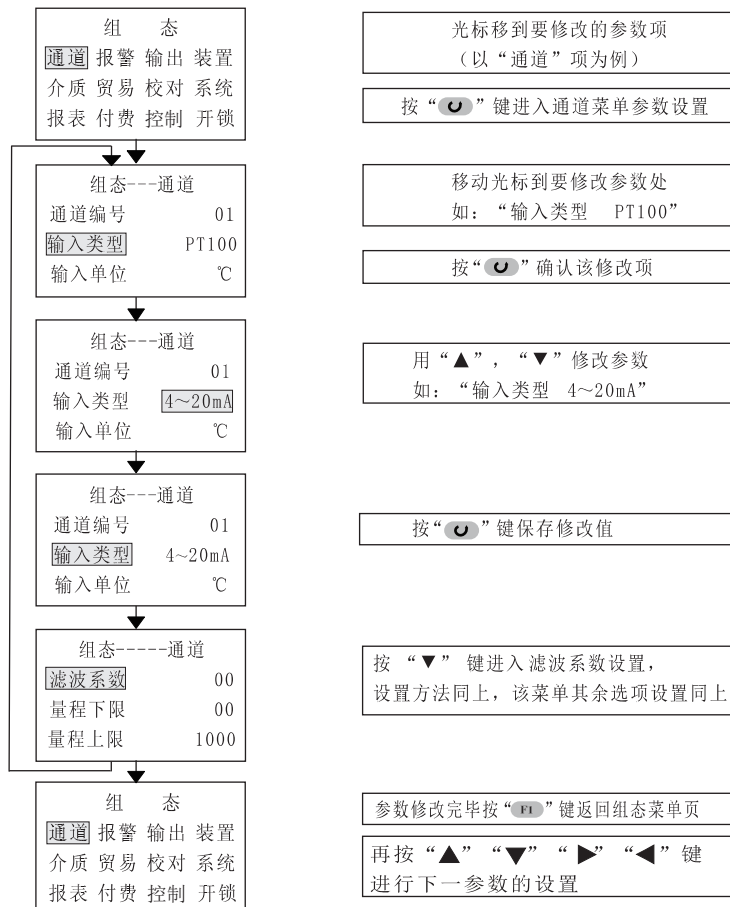 组 态
通道 报警 输出 装置
介质 贸易 校对 系统
报表 付费 控制 开锁
光标移到要修改的参数项
（以“通道”项为例）
按“ ”键进入通道菜单参数设置
组态---通道
通道编号 01
输入类型 PT100
输入单位 ℃
移动光标到要修改参数处
如：“输入类型 PT100”
按“ ”确认该修改项
组态---通道
通道编号 01
输入类型 4～20mA
输入单位 ℃
用“▲”，“▼”修改参数
如：“输入类型 4～20mA”
组态---通道
通道编号 01
输入类型 4~20mA
输入单位 ℃
按“ ”键保存修改值
组态-----通道
滤波系数 00
量程下限 00
量程上限 1000
按 “▼” 键进入滤波系数设置，
设置方法同上，该菜单其余选项设置同上
组 态
通道 报警 输出 装置
介质 贸易 校对 系统
报表 付费 控制 开锁
参数修改完毕按“F1”键返回组态菜单页
再按“▲”“▼”“▶”“◀”键
进行下一参数的设置